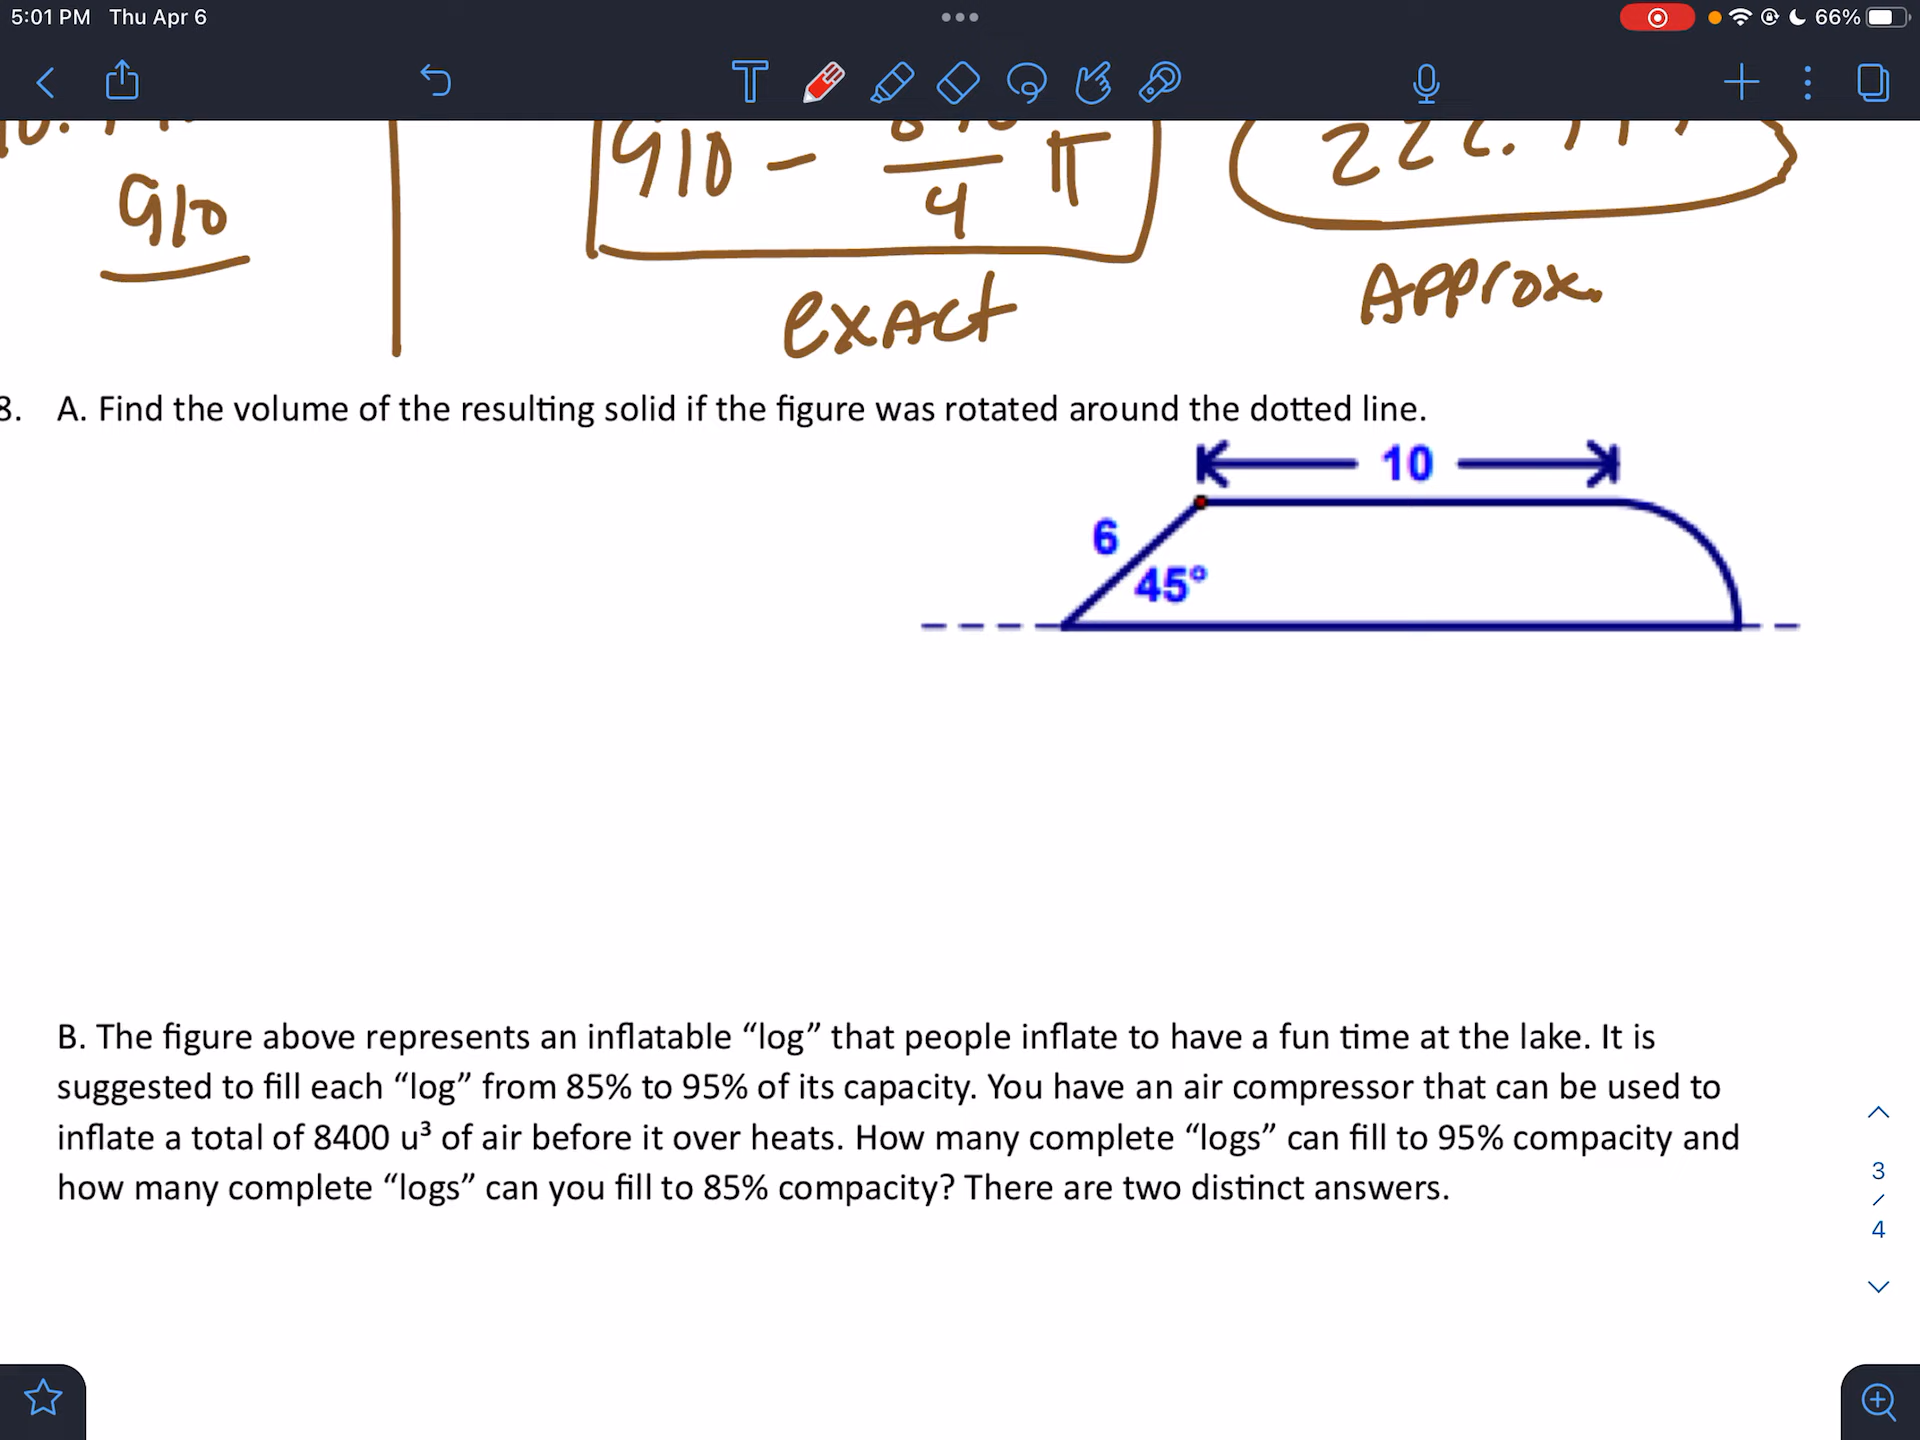 5:01 PM Thu Apr 6
66%
910
910 - 4 π
222.
exact
Approx.
A. Find the volume of the resulting solid if the figure was rotated around the dotted line.
10
6
45°
B. The figure above represents an inflatable “log” that people inflate to have a fun time at the lake. It is
suggested to fill each “log” from 85% to 95% of its capacity. You have an air compressor that can be used to
inflate a total of 8400 u³ of air before it over heats. How many complete “logs” can fill to 95% compacity and
how many complete “logs” can you fill to 85% compacity? There are two distinct answers.
3
/
4